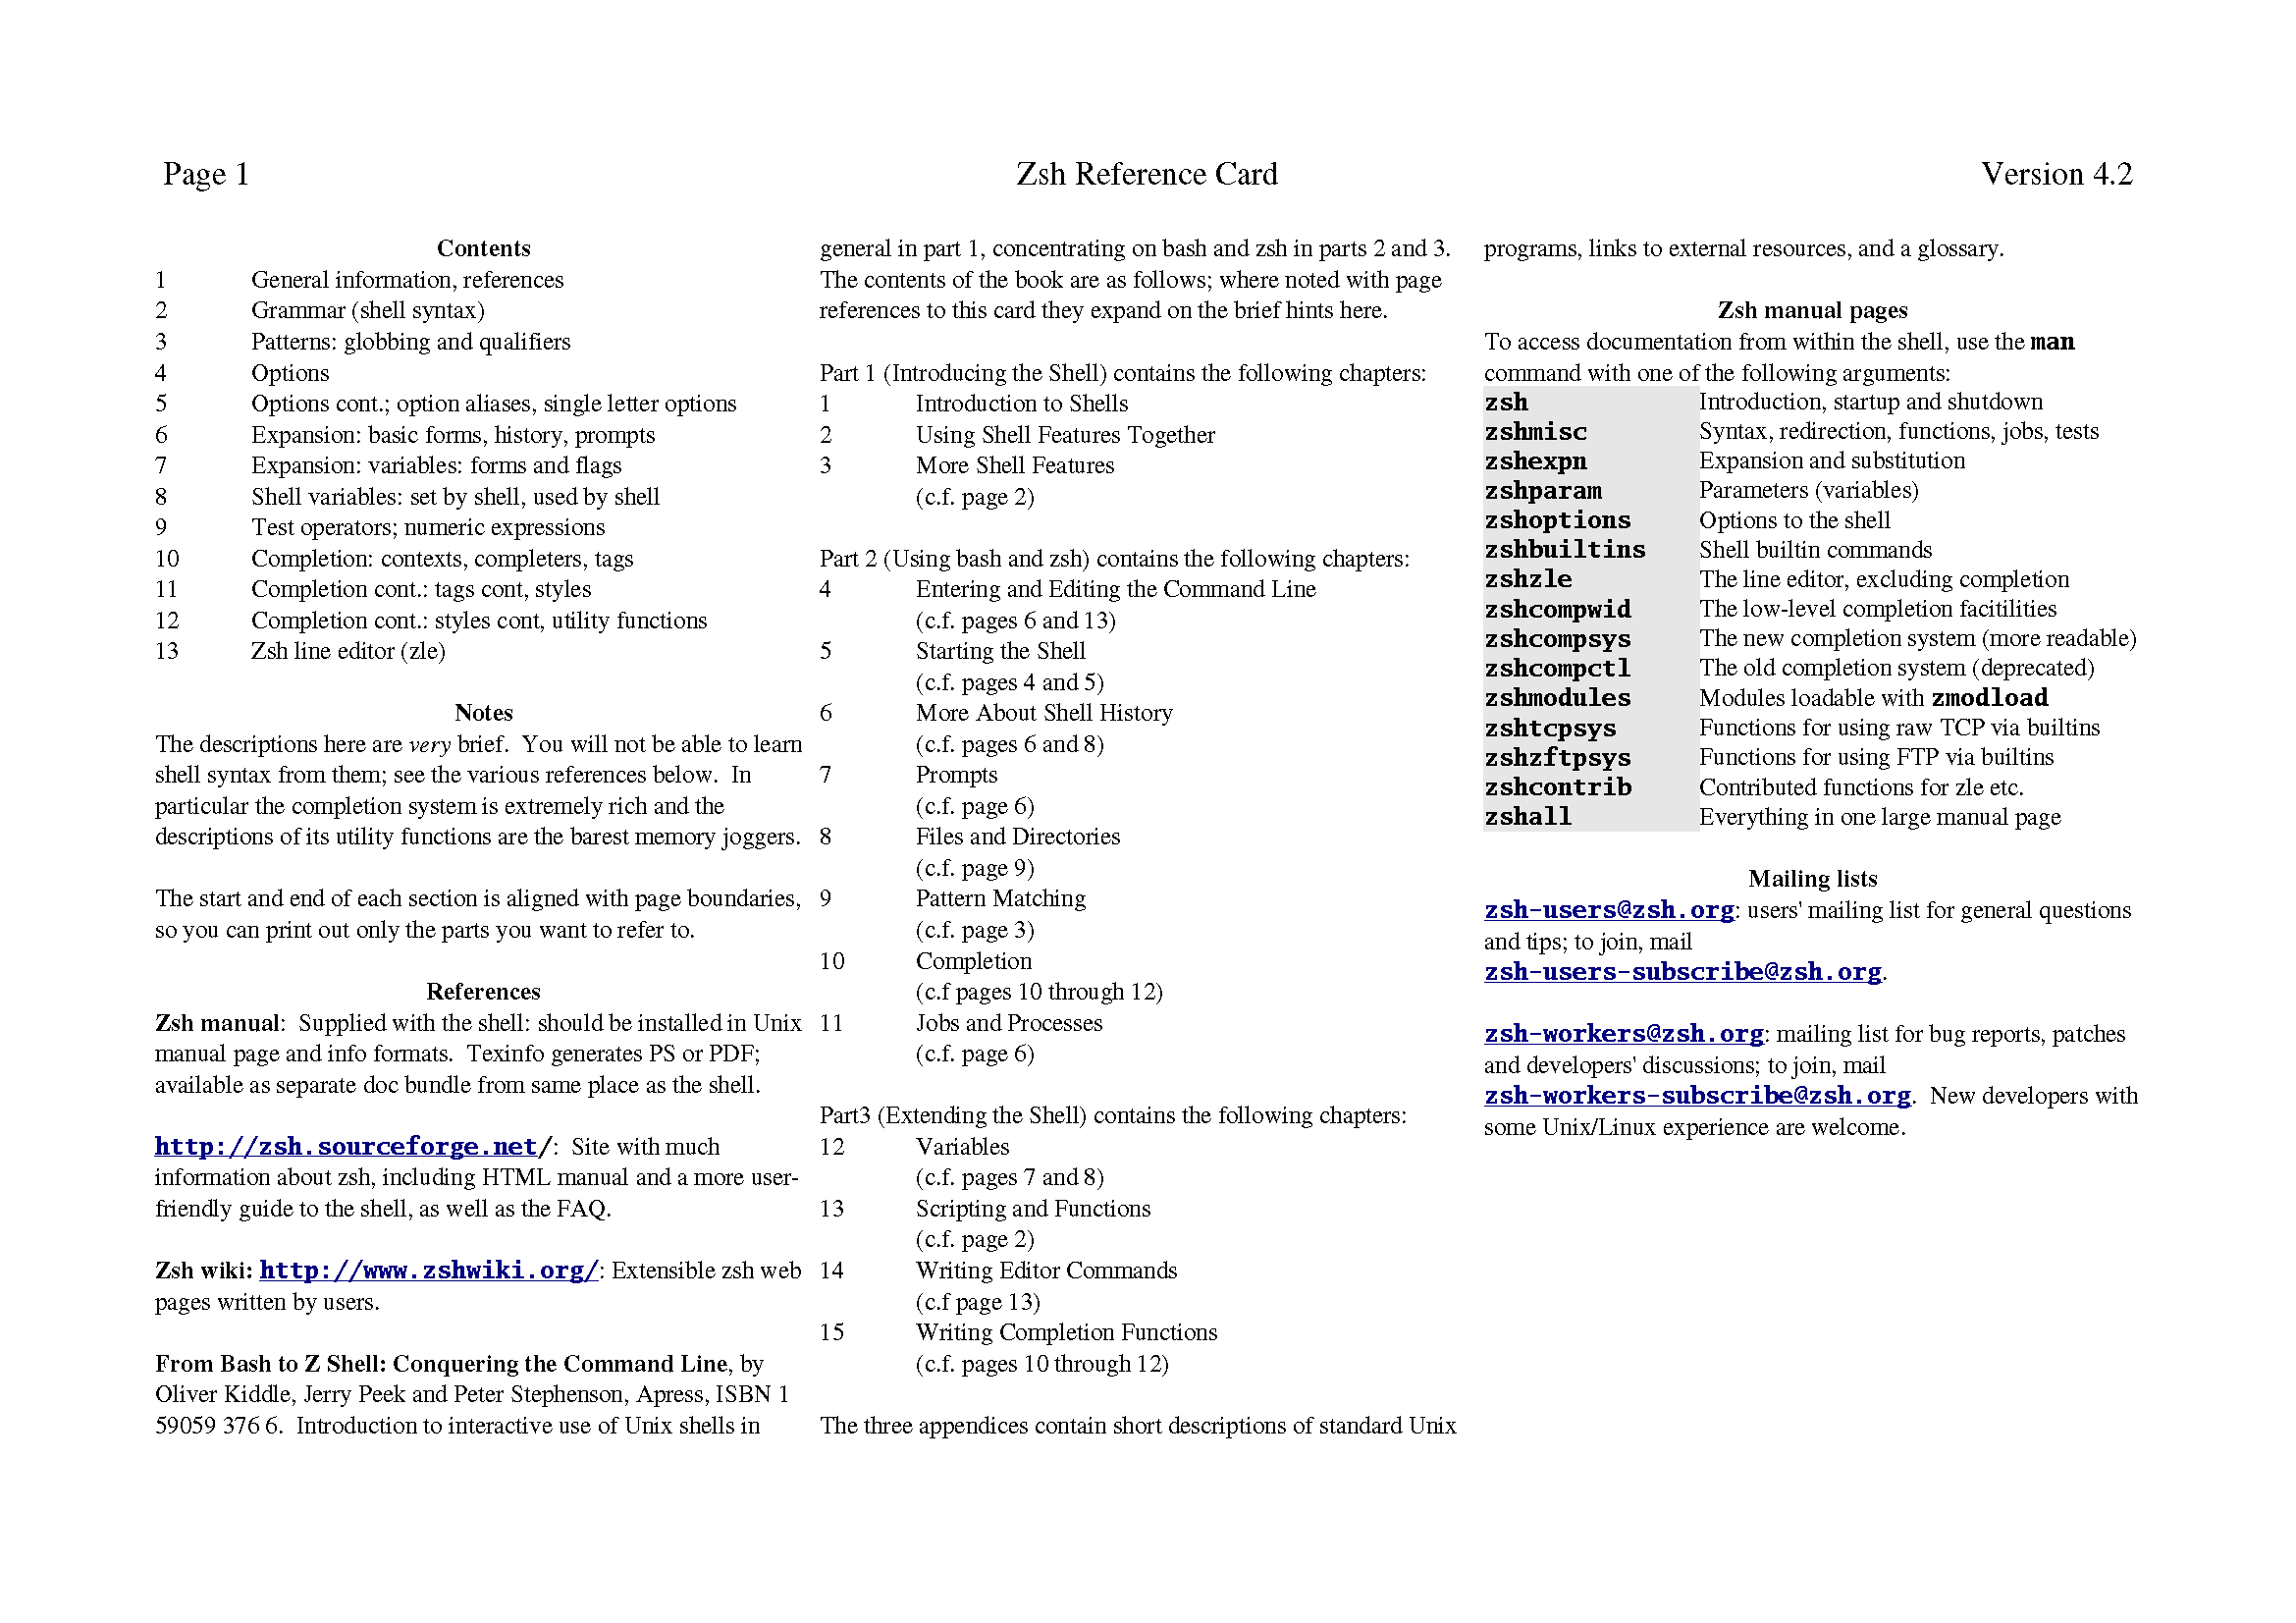 Page 1
Zsh Reference Card
Version 4.2
Contents
1 General information, references
2 Grammar (shell syntax)
3 Patterns: globbing and qualifiers
4 Options
5 Options cont.; option aliases, single letter options
6 Expansion: basic forms, history, prompts
7 Expansion: variables: forms and flags
8 Shell variables: set by shell, used by shell
9 Test operators; numeric expressions
10 Completion: contexts, completers, tags
11 Completion cont.: tags cont, styles
12 Completion cont.: styles cont, utility functions
13 Zsh line editor (zle)
Notes
The descriptions here are very brief.  You will not be able to learn
shell syntax from them; see the various references below.  In
particular the completion system is extremely rich and the
descriptions of its utility functions are the barest memory joggers.
The start and end of each section is aligned with page boundaries,
so you can print out only the parts you want to refer to.
References
Zsh manual:  Supplied with the shell: should be installed in Unix
manual page and info formats.  Texinfo generates PS or PDF;
available as separate doc bundle from same place as the shell.
http://zsh.sourceforge.net/:  Site with much
information about zsh, including HTML manual and a more user-
friendly guide to the shell, as well as the FAQ.
Zsh wiki: http://www.zshwiki.org/: Extensible zsh web
pages written by users.
From Bash to Z Shell: Conquering the Command Line, by
Oliver Kiddle, Jerry Peek and Peter Stephenson, Apress, ISBN 1
59059 376 6.  Introduction to interactive use of Unix shells in
general in part 1, concentrating on bash and zsh in parts 2 and 3.
The contents of the book are as follows; where noted with page
references to this card they expand on the brief hints here.
Part 1 (Introducing the Shell) contains the following chapters:
1 Introduction to Shells
2 Using Shell Features Together
3 More Shell Features
(c.f. page 2)
Part 2 (Using bash and zsh) contains the following chapters:
4 Entering and Editing the Command Line
(c.f. pages 6 and 13)
5 Starting the Shell
(c.f. pages 4 and 5)
6 More About Shell History
(c.f. pages 6 and 8)
7 Prompts
(c.f. page 6)
8 Files and Directories
(c.f. page 9)
9 Pattern Matching
(c.f. page 3)
10 Completion
(c.f pages 10 through 12)
11 Jobs and Processes
(c.f. page 6)
Part3 (Extending the Shell) contains the following chapters:
12 Variables
(c.f. pages 7 and 8)
13 Scripting and Functions
(c.f. page 2)
14 Writing Editor Commands
(c.f page 13)
15 Writing Completion Functions
(c.f. pages 10 through 12)
The three appendices contain short descriptions of standard Unix
programs, links to external resources, and a glossary.
Zsh manual pages
To access documentation from within the shell, use the man
command with one of the following arguments:
zsh Introduction, startup and shutdown
zshmisc Syntax, redirection, functions, jobs, tests
zshexpn Expansion and substitution
zshparam Parameters (variables)
zshoptions Options to the shell
zshbuiltins Shell builtin commands
zshzle The line editor, excluding completion
zshcompwid The low-level completion facitilities
zshcompsys The new completion system (more readable)
zshcompctl The old completion system (deprecated)
zshmodules Modules loadable with zmodload
zshtcpsys Functions for using raw TCP via builtins
zshzftpsys Functions for using FTP via builtins
zshcontrib Contributed functions for zle etc.
zshall Everything in one large manual page
Mailing lists
zsh-users@zsh.org: users' mailing list for general questions
and tips; to join, mail
zsh-users-subscribe@zsh.org.
zsh-workers@zsh.org: mailing list for bug reports, patches
and developers' discussions; to join, mail
zsh-workers-subscribe@zsh.org.  New developers with
some Unix/Linux experience are welcome.